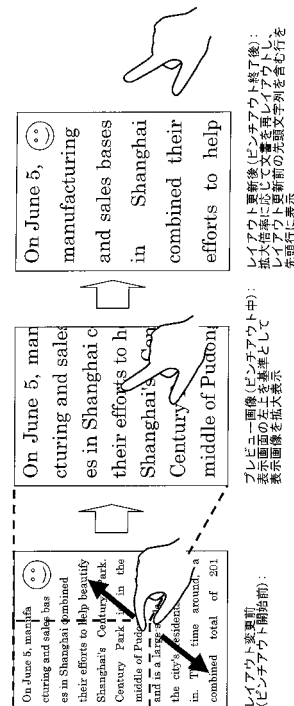 On June 5, manufa
cturing and sales bas
es in Shanghai combined
their efforts to help beautify
Shanghai's Century Park.
Century Park is in the
middle of Pud
and is a large
the city's residents
in. The time around, a
combined total of 201
レイアウト変更前
(ピンチアウト開始前):
On June 5, man
cturing and sales
es in Shanghai c
their efforts to h
Shanghai's Cen
Century
middle of Pudong
プレビュー画像(ピンチアウト中):
表示画面の左上を基準として
表示画像を拡大表示
On June 5,
manufacturing
and sales bases
in Shanghai
combined their
efforts to help
レイアウト更新後(ピンチアウト終了後):
拡大倍率に応じて文書を再レイアウトし、
レイアウト更新前の先頭文字列を含む行を
先頭行に表示